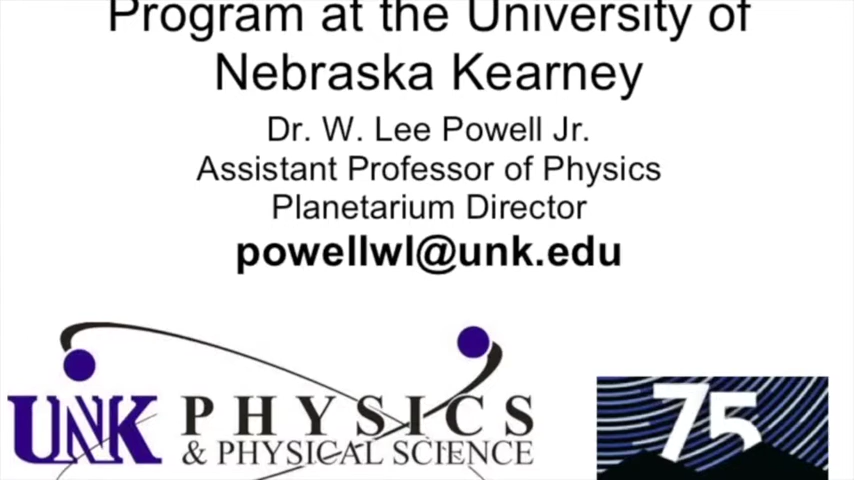 Program at the University of
Nebraska Kearney
Dr. W. Lee Powell Jr.
Assistant Professor of Physics
Planetarium Director
powellwl@unk.edu
UNK PHYSICS
& PHYSICAL SCIENCE
75